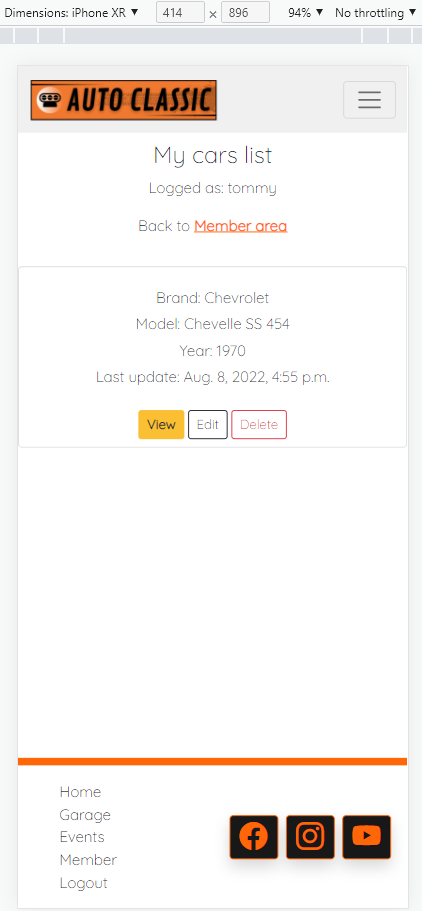 Dimensions: iPhone XR ▼ 414 × 896 94% ▼ No throttling ▼
AUTO CLASSIC
My cars list
Logged as: tommy
Back to Member area
Brand: Chevrolet
Model: Chevelle SS 454
Year: 1970
Last update: Aug. 8, 2022, 4:55 p.m.
View Edit Delete
Home
Garage
Events
Member
Logout